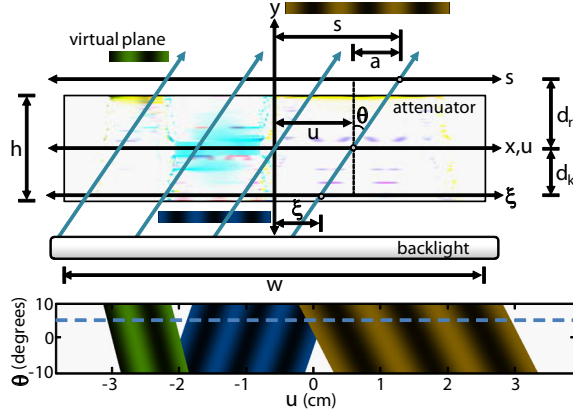 y
s
virtual plane
a
s
attenuator
θ
d_r
h
u
x,u
d_k
ξ
ξ
backlight
w
θ (degrees)
10
0
-10
-3 -2 -1 0 1 2 3
u (cm)